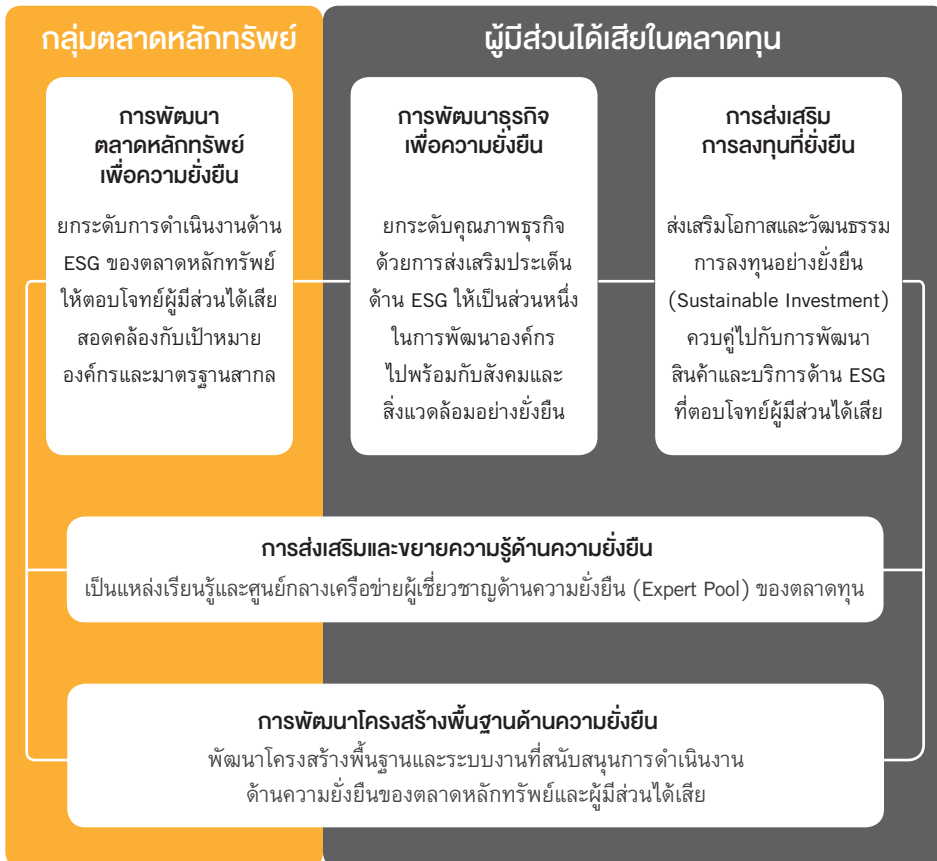 กลุ่มตลาดหลักทรัพย์
ผู้มีส่วนได้เสียในตลาดทุน
การพัฒนา
ตลาดหลักทรัพย์
เพื่อความยั่งยืน
ยกระดับการดำเนินงานด้าน
ESG ของตลาดหลักทรัพย์
ให้ตอบโจทย์ผู้มีส่วนได้เสีย
สอดคล้องกับเป้าหมาย
องค์กรและมาตรฐานสากล
การพัฒนาธุรกิจ
เพื่อความยั่งยืน
ยกระดับคุณภาพธุรกิจ
ด้วยการส่งเสริมประเด็น
ด้าน ESG ให้เป็นส่วนหนึ่ง
ในการพัฒนาองค์กร
ไปพร้อมกับสังคมและ
สิ่งแวดล้อมอย่างยั่งยืน
การส่งเสริม
การลงทุนที่ยั่งยืน
ส่งเสริมโอกาสและวัฒนธรรม
การลงทุนอย่างยั่งยืน
(Sustainable Investment)
ควบคู่ไปกับการพัฒนา
สินค้าและบริการด้าน ESG
ที่ตอบโจทย์ผู้มีส่วนได้เสีย
การส่งเสริมและขยายความรู้ด้านความยั่งยืน
เป็นแหล่งเรียนรู้และศูนย์กลางเครือข่ายผู้เชี่ยวชาญด้านความยั่งยืน (Expert Pool) ของตลาดทุน
การพัฒนาโครงสร้างพื้นฐานด้านความยั่งยืน
พัฒนาโครงสร้างพื้นฐานและระบบงานที่สนับสนุนการดำเนินงาน
ด้านความยั่งยืนของตลาดหลักทรัพย์และผู้มีส่วนได้เสีย